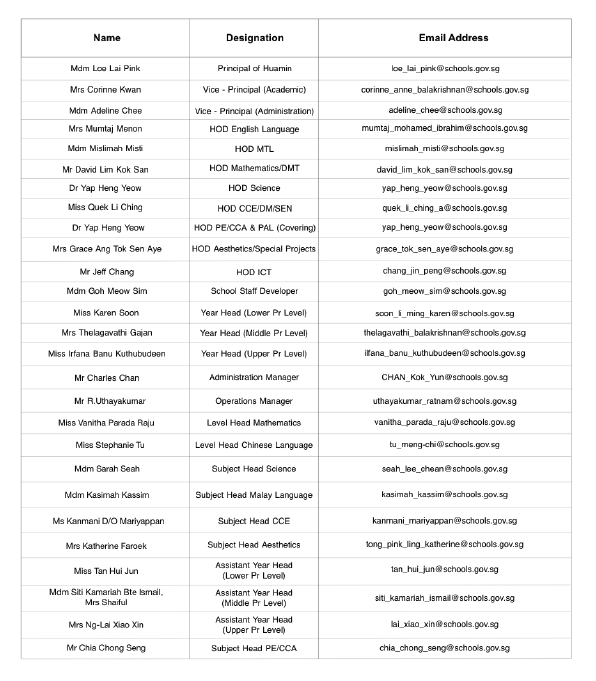 Name Designation Email Address
Mdm Loe Lai Pink Principal of Huamin loe_lai_pink@schools.gov.sg
Mrs Corinne Kwan Vice - Principal (Academic) corinne_anne_balakrishnan@schools.gov.sg
Mdm Adeline Chee Vice - Principal (Administration) adeline_chee@schools.gov.sg
Mrs Mumtaj Menon HOD English Language mumtaj_mohamed_ibrahim@schools.gov.sg
Mdm Mislimah Misti HOD MTL mislimah_misti@schools.gov.sg
Mr David Lim Kok San HOD Mathematics/DMT david_lim_kok_san@schools.gov.sg
Dr Yap Heng Yeow HOD Science yap_heng_yeow@schools.gov.sg
Miss Quek Li Ching HOD CCE/DM/SEN quek_li_ching_a@schools.gov.sg
Dr Yap Heng Yeow HOD PE/CCA & PAL (Covering) yap_heng_yeow@schools.gov.sg
Mrs Grace Ang Tok Sen Aye HOD Aesthetics/Special Projects grace_tok_sen_aye@schools.gov.sg
Mr Jeff Chang HOD ICT chang_jin_peng@schools.gov.sg
Mdm Goh Meow Sim School Staff Developer goh_meow_sim@schools.gov.sg
Miss Karen Soon Year Head (Lower Pr Level) soon_li_ming_karen@schools.gov.sg
Mrs Thelagavathi Gajan Year Head (Middle Pr Level) thelagavathi_balakrishnan@schools.gov.sg
Miss Irfana Banu Kuthubudeen Year Head (Upper Pr Level) ilfana_banu_kuthubudeen@schools.gov.sg
Mr Charles Chan Administration Manager CHAN_Kok_Yun@schools.gov.sg
Mr R.Uthayakumar Operations Manager uthayakumar_ratnam@schools.gov.sg
Miss Vanitha Parada Raju Level Head Mathematics vanitha_parada_raju@schools.gov.sg
Miss Stephanie Tu Level Head Chinese Language tu_meng-chi@schools.gov.sg
Mdm Sarah Seah Subject Head Science seah_lee_chean@schools.gov.sg
Mdm Kasimah Kassim Subject Head Malay Language kasimah_kassim@schools.gov.sg
Ms Kanmani D/O Mariyappan Subject Head CCE kanmani_mariyappan@schools.gov.sg
Mrs Katherine Faroek Subject Head Aesthetics tong_pink_ling_katherine@schools.gov.sg
Miss Tan Hui Jun Assistant Year Head
(Lower Pr Level) tan_hui_jun@schools.gov.sg
Mdm Siti Kamariah Bte Ismail,
Mrs Shaiful Assistant Year Head
(Middle Pr Level) siti_kamariah_ismail@schools.gov.sg
Mrs Ng-Lai Xiao Xin Assistant Year Head
(Upper Pr Level) lai_xiao_xin@schools.gov.sg
Mr Chia Chong Seng Subject Head PE/CCA chia_chong_seng@schools.gov.sg